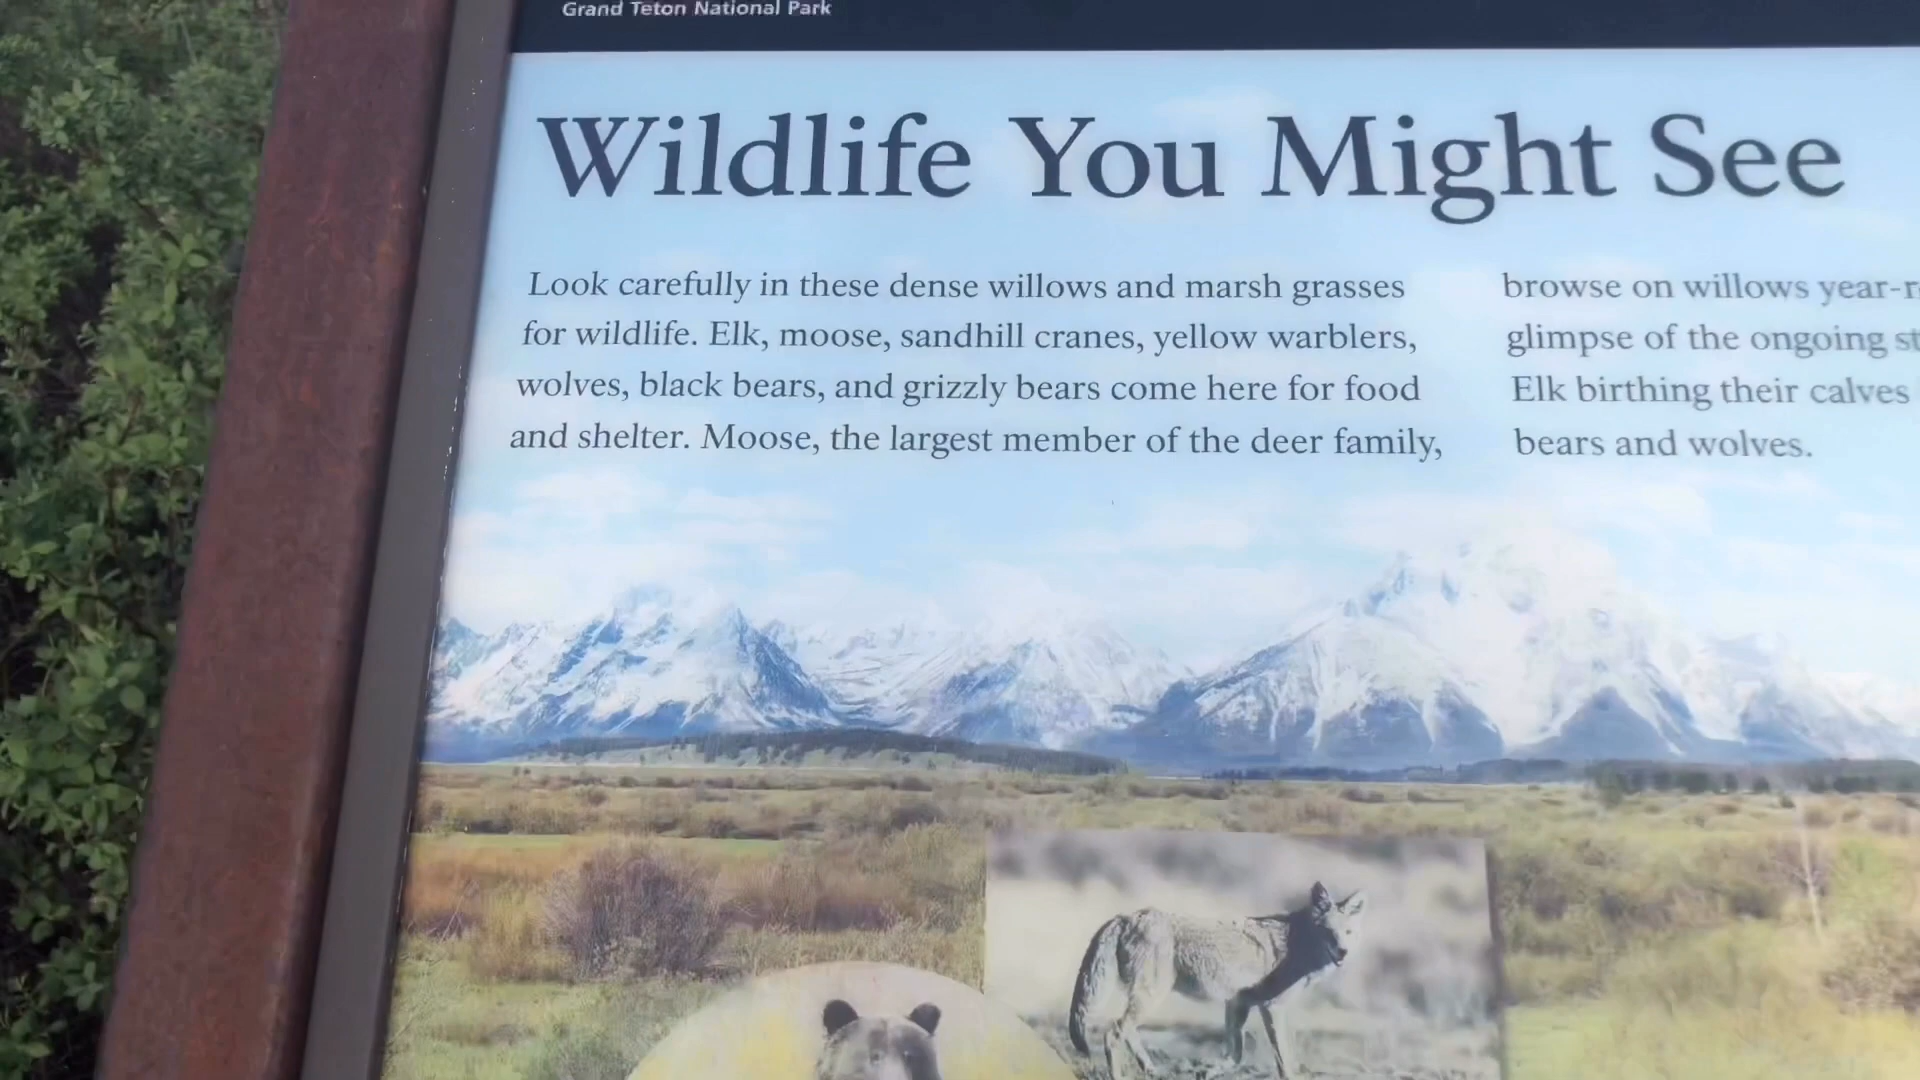 Grand Teton National Park
Wildlife You Might See
Look carefully in these dense willows and marsh grasses
for wildlife. Elk, moose, sandhill cranes, yellow warblers,
wolves, black bears, and grizzly bears come here for food
and shelter. Moose, the largest member of the deer family,
browse on willows
glimpse of the ongoing
Elk birthing their calves
bears and wolves.